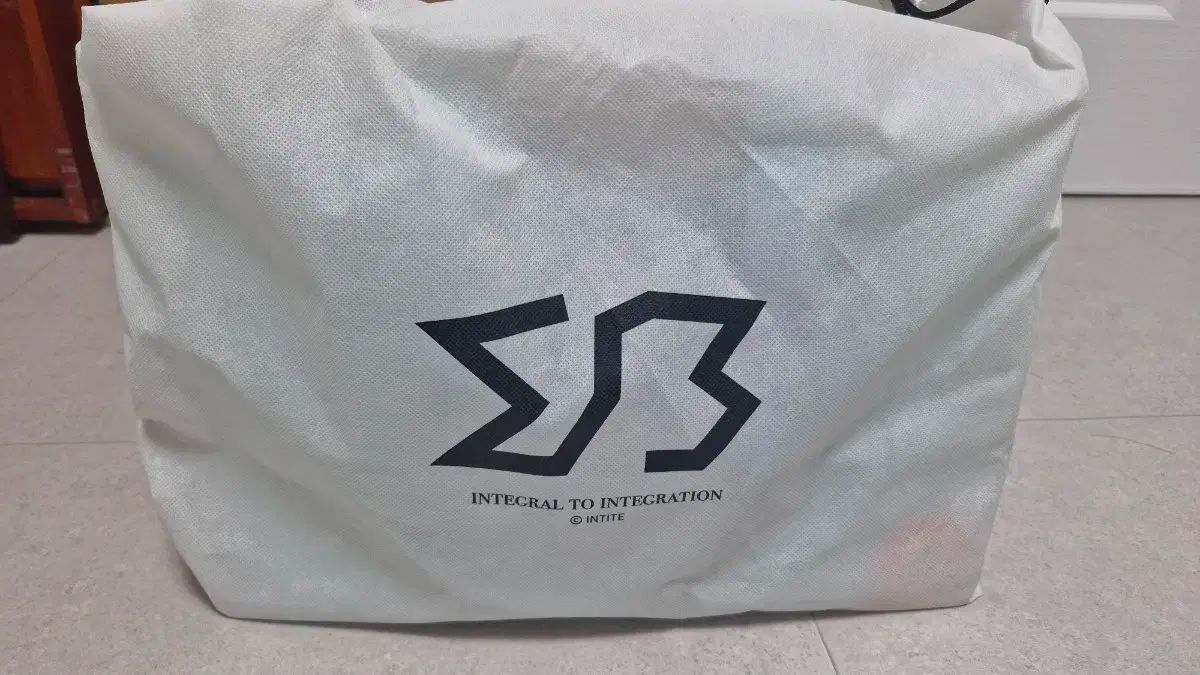 INTEGRAL TO INTEGRATION
© INTITE